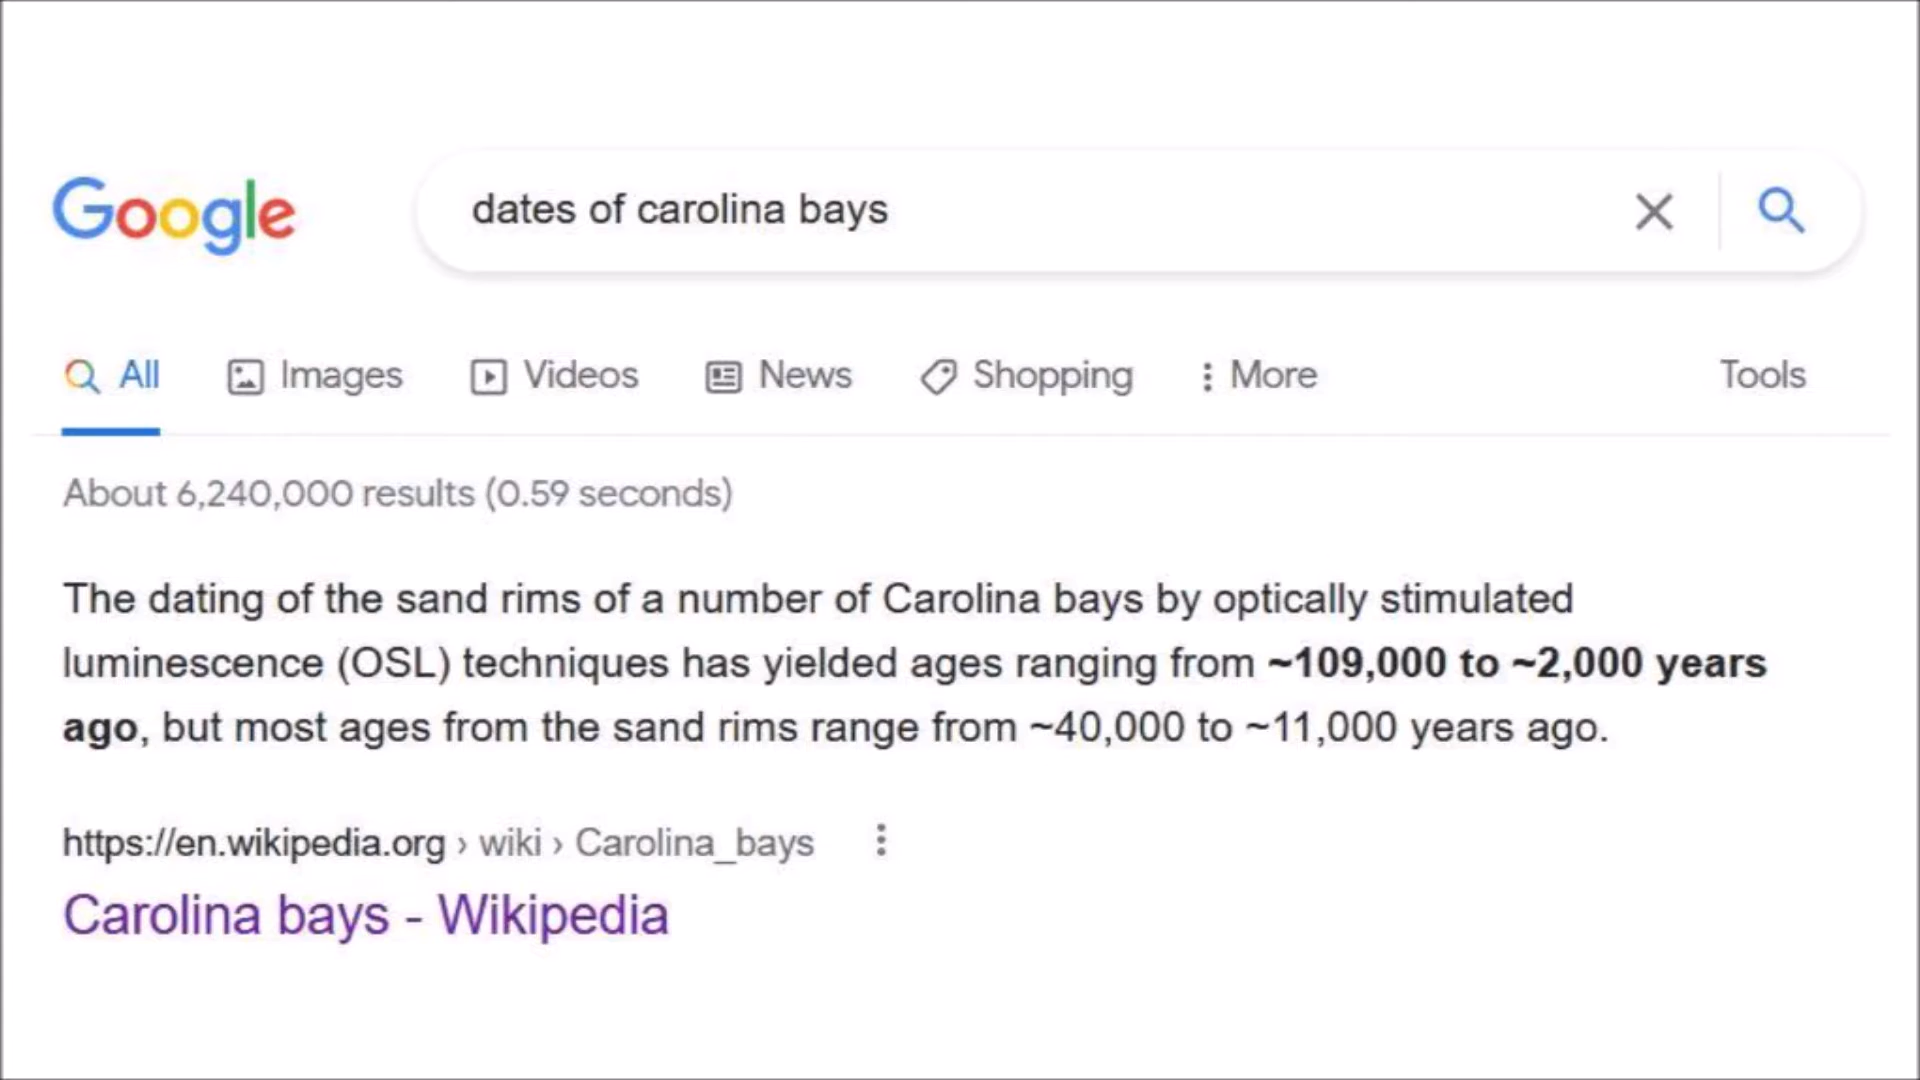 Google
dates of carolina bays
All Images Videos News Shopping More Tools
About 6,240,000 results (0.59 seconds)
The dating of the sand rims of a number of Carolina bays by optically stimulated
luminescence (OSL) techniques has yielded ages ranging from ~109,000 to ~2,000 years
ago, but most ages from the sand rims range from ~40,000 to ~11,000 years ago.
https://en.wikipedia.org › wiki › Carolina_bays
Carolina bays - Wikipedia